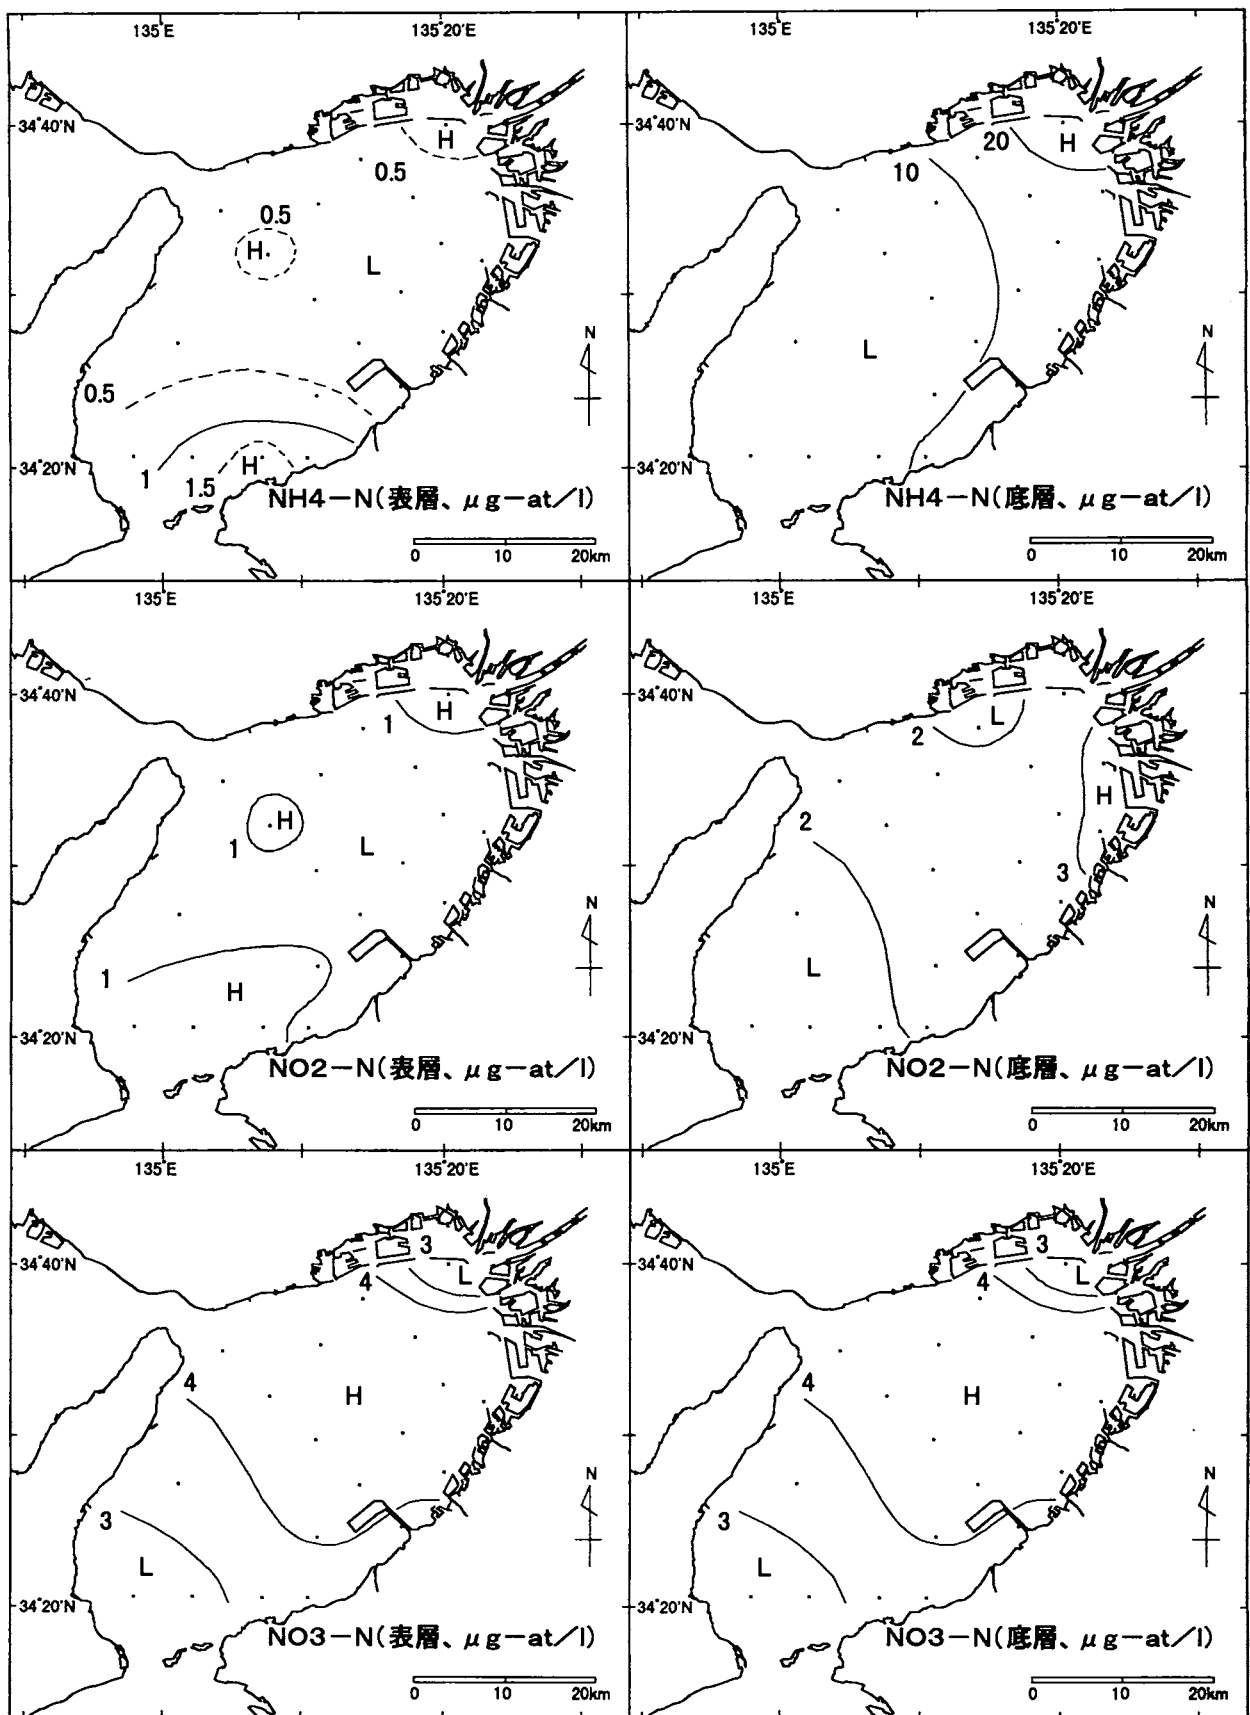 135°E 135°20'E
34°40'N
H
0.5
0.5
H
L
N
0.5
34°20'N
H
1
1.5
NH4-N(表層、μg-at/l)
0 10 20km
135°E 135°20'E
34°40'N
20
H
10
N
L
34°20'N
NH4-N(底層、μg-at/l)
0 10 20km
135°E 135°20'E
34°40'N
1
H
H
1
L
N
1
H
34°20'N
NO2-N(表層、μg-at/l)
0 10 20km
135°E 135°20'E
34°40'N
L
2
H
2
3
N
L
34°20'N
NO2-N(底層、μg-at/l)
0 10 20km
135°E 135°20'E
3
34°40'N
4
L
4
H
N
3
L
34°20'N
NO3-N(表層、μg-at/l)
0 10 20km
135°E 135°20'E
3
34°40'N
4
L
4
H
N
3
L
34°20'N
NO3-N(底層、μg-at/l)
0 10 20km